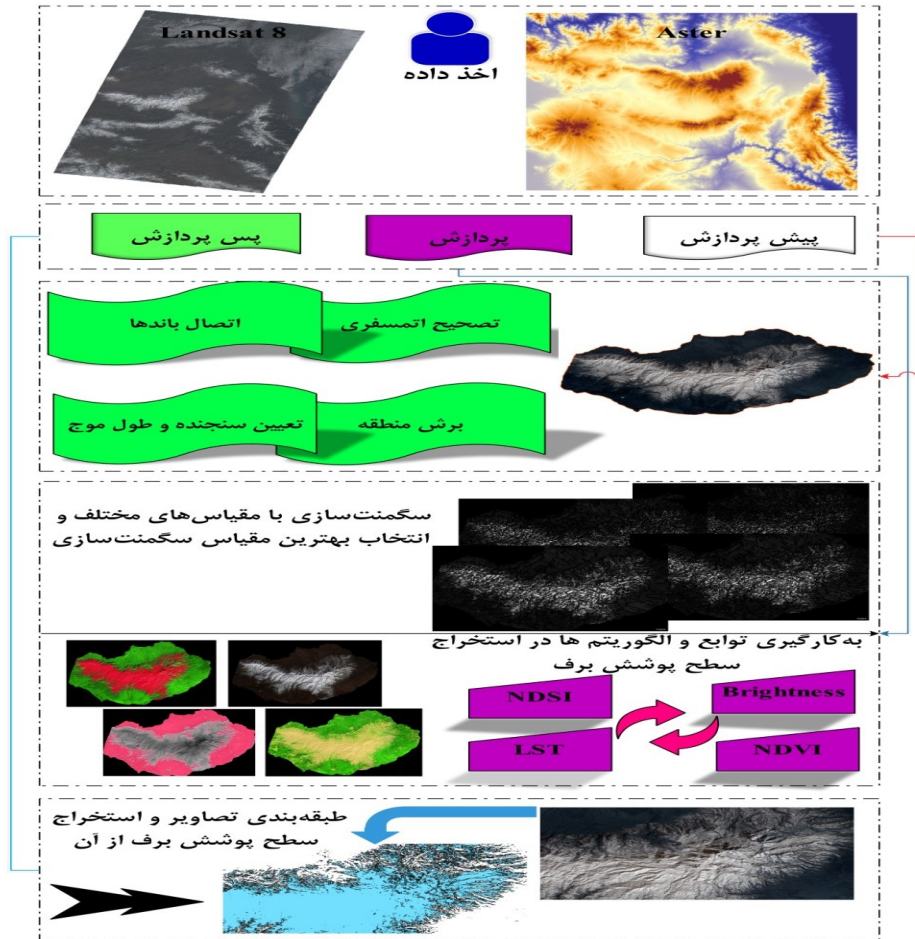 Landsat 8
Aster
اخذ داده
پیش پردازش
پردازش
پس پردازش
تصحیح اتمسفری
اتصال باندها
برش منطقه
تعیین سنجنده و طول موج
سگمنت‌سازی با مقیاس‌های مختلف و
انتخاب بهترین مقیاس سگمنت‌سازی
به‌کارگیری توابع و الگوریتم ها در استخراج
سطح پوشش برف
NDSI
Brightness
LST
NDVI
طبقه‌بندی تصاویر و استخراج
سطح پوشش برف از آن